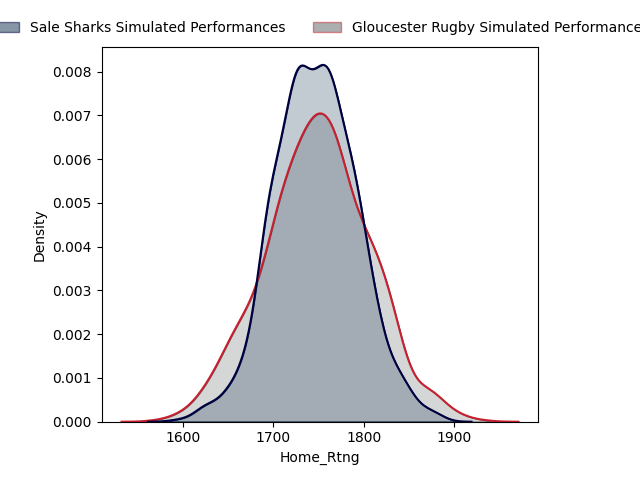 Sale Sharks Simulated Performances Gloucester Rugby Simulated Performance
0.008
0.007
0.006
0.005
0.004
0.003
0.002
0.001
0.000
Density
1600 1700 1800 1900
Home_Rtng